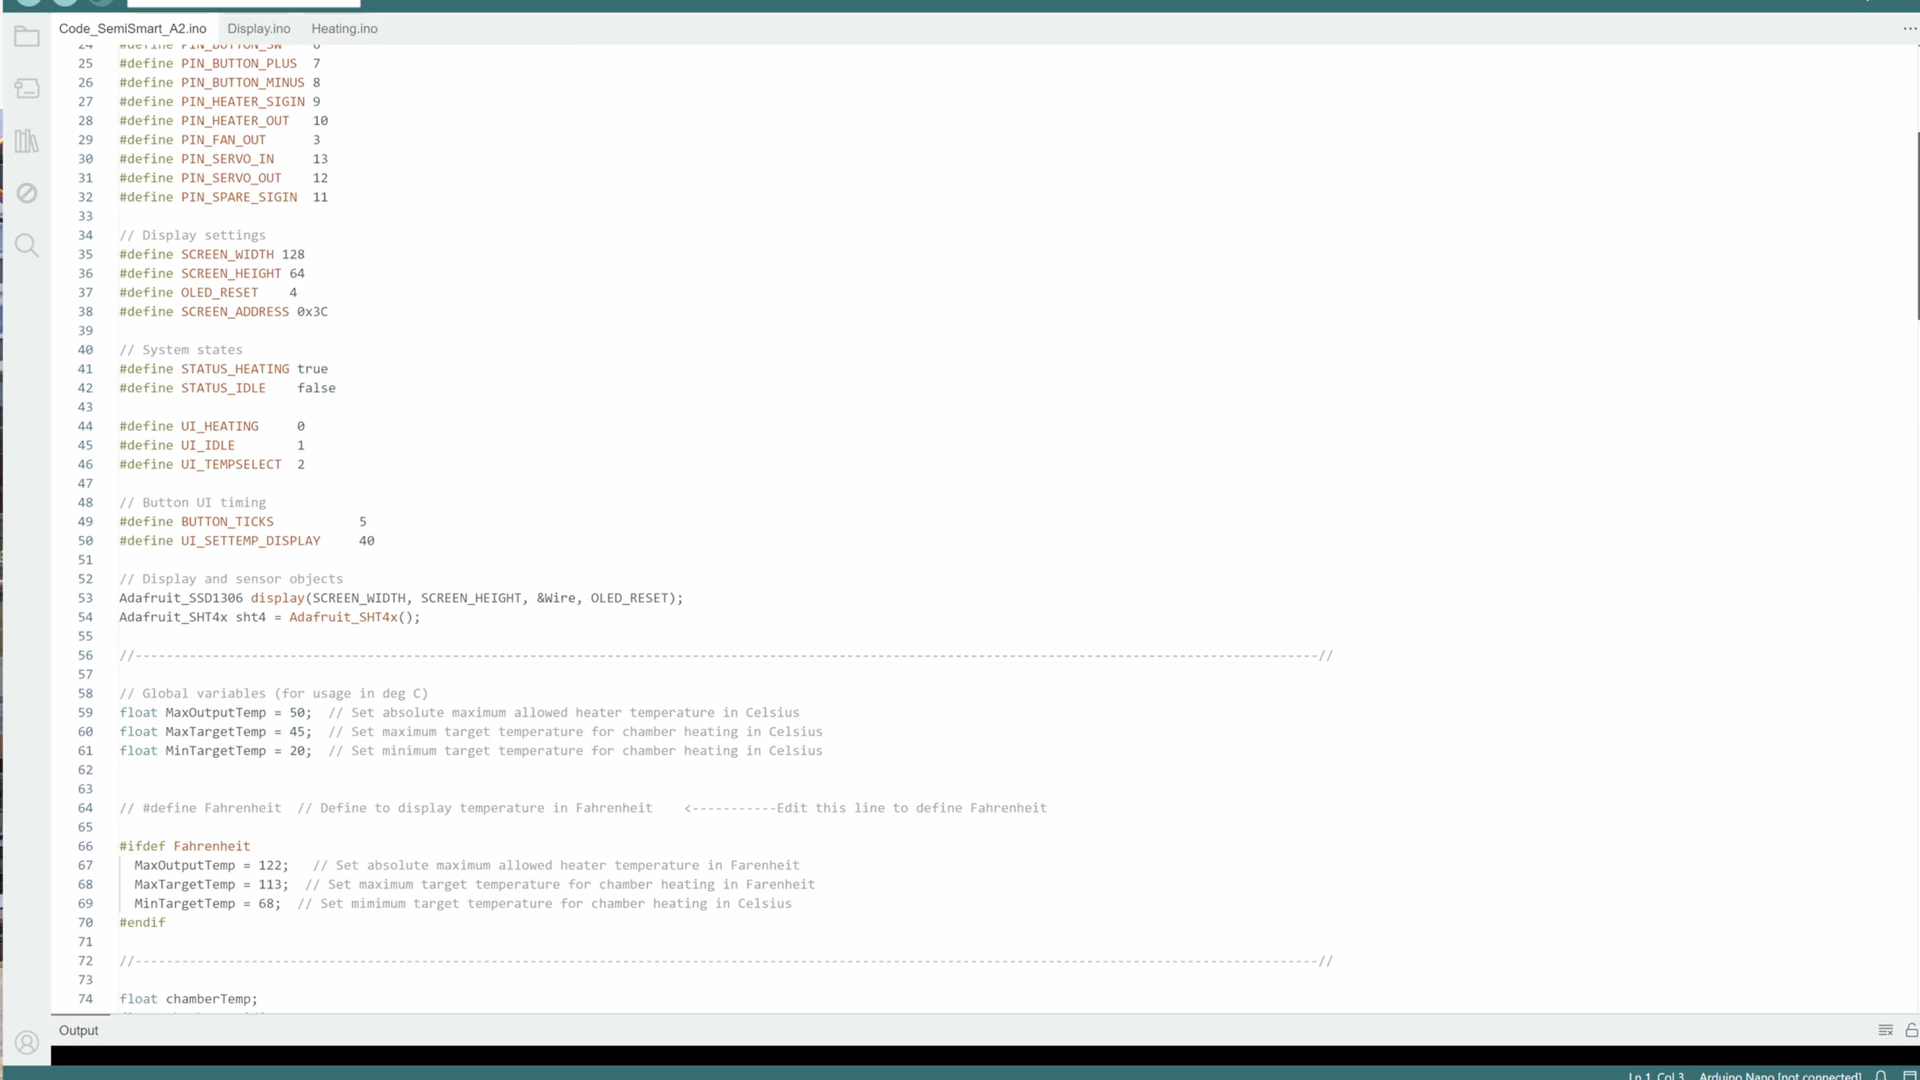 Code_SemiSmart_A2.ino Display.ino Heating.ino ...
24 #define PIN_BUTTON_SW 6
25 #define PIN_BUTTON_PLUS 7
26 #define PIN_BUTTON_MINUS 8
27 #define PIN_HEATER_SIGIN 9
28 #define PIN_HEATER_OUT 10
29 #define PIN_FAN_OUT 3
30 #define PIN_SERVO_IN 13
31 #define PIN_SERVO_OUT 12
32 #define PIN_SPARE_SIGIN 11
33
34 // Display settings
35 #define SCREEN_WIDTH 128
36 #define SCREEN_HEIGHT 64
37 #define OLED_RESET 4
38 #define SCREEN_ADDRESS 0x3C
39
40 // System states
41 #define STATUS_HEATING true
42 #define STATUS_IDLE false
43
44 #define UI_HEATING 0
45 #define UI_IDLE 1
46 #define UI_TEMPSELECT 2
47
48 // Button UI timing
49 #define BUTTON_TICKS 5
50 #define UI_SETTEMP_DISPLAY 40
51
52 // Display and sensor objects
53 Adafruit_SSD1306 display(SCREEN_WIDTH, SCREEN_HEIGHT, &Wire, OLED_RESET);
54 Adafruit_SHT4x sht4 = Adafruit_SHT4x();
55
56 //---------------------------------------------------------------------------------------------------------------------------------------------------------//
57
58 // Global variables (for usage in deg C)
59 float MaxOutputTemp = 50; // Set absolute maximum allowed heater temperature in Celsius
60 float MaxTargetTemp = 45; // Set maximum target temperature for chamber heating in Celsius
61 float MinTargetTemp = 20; // Set minimum target temperature for chamber heating in Celsius
62
63
64 // #define Fahrenheit // Define to display temperature in Fahrenheit <-----------Edit this line to define Fahrenheit
65
66 #ifdef Fahrenheit
67 MaxOutputTemp = 122; // Set absolute maximum allowed heater temperature in Farenheit
68 MaxTargetTemp = 113; // Set maximum target temperature for chamber heating in Farenheit
69 MinTargetTemp = 68; // Set mimimum target temperature for chamber heating in Celsius
70 #endif
71
72 //---------------------------------------------------------------------------------------------------------------------------------------------------------//
73
74 float chamberTemp;
Output
Ln 1, Col 3 Arduino Nano [not connected]